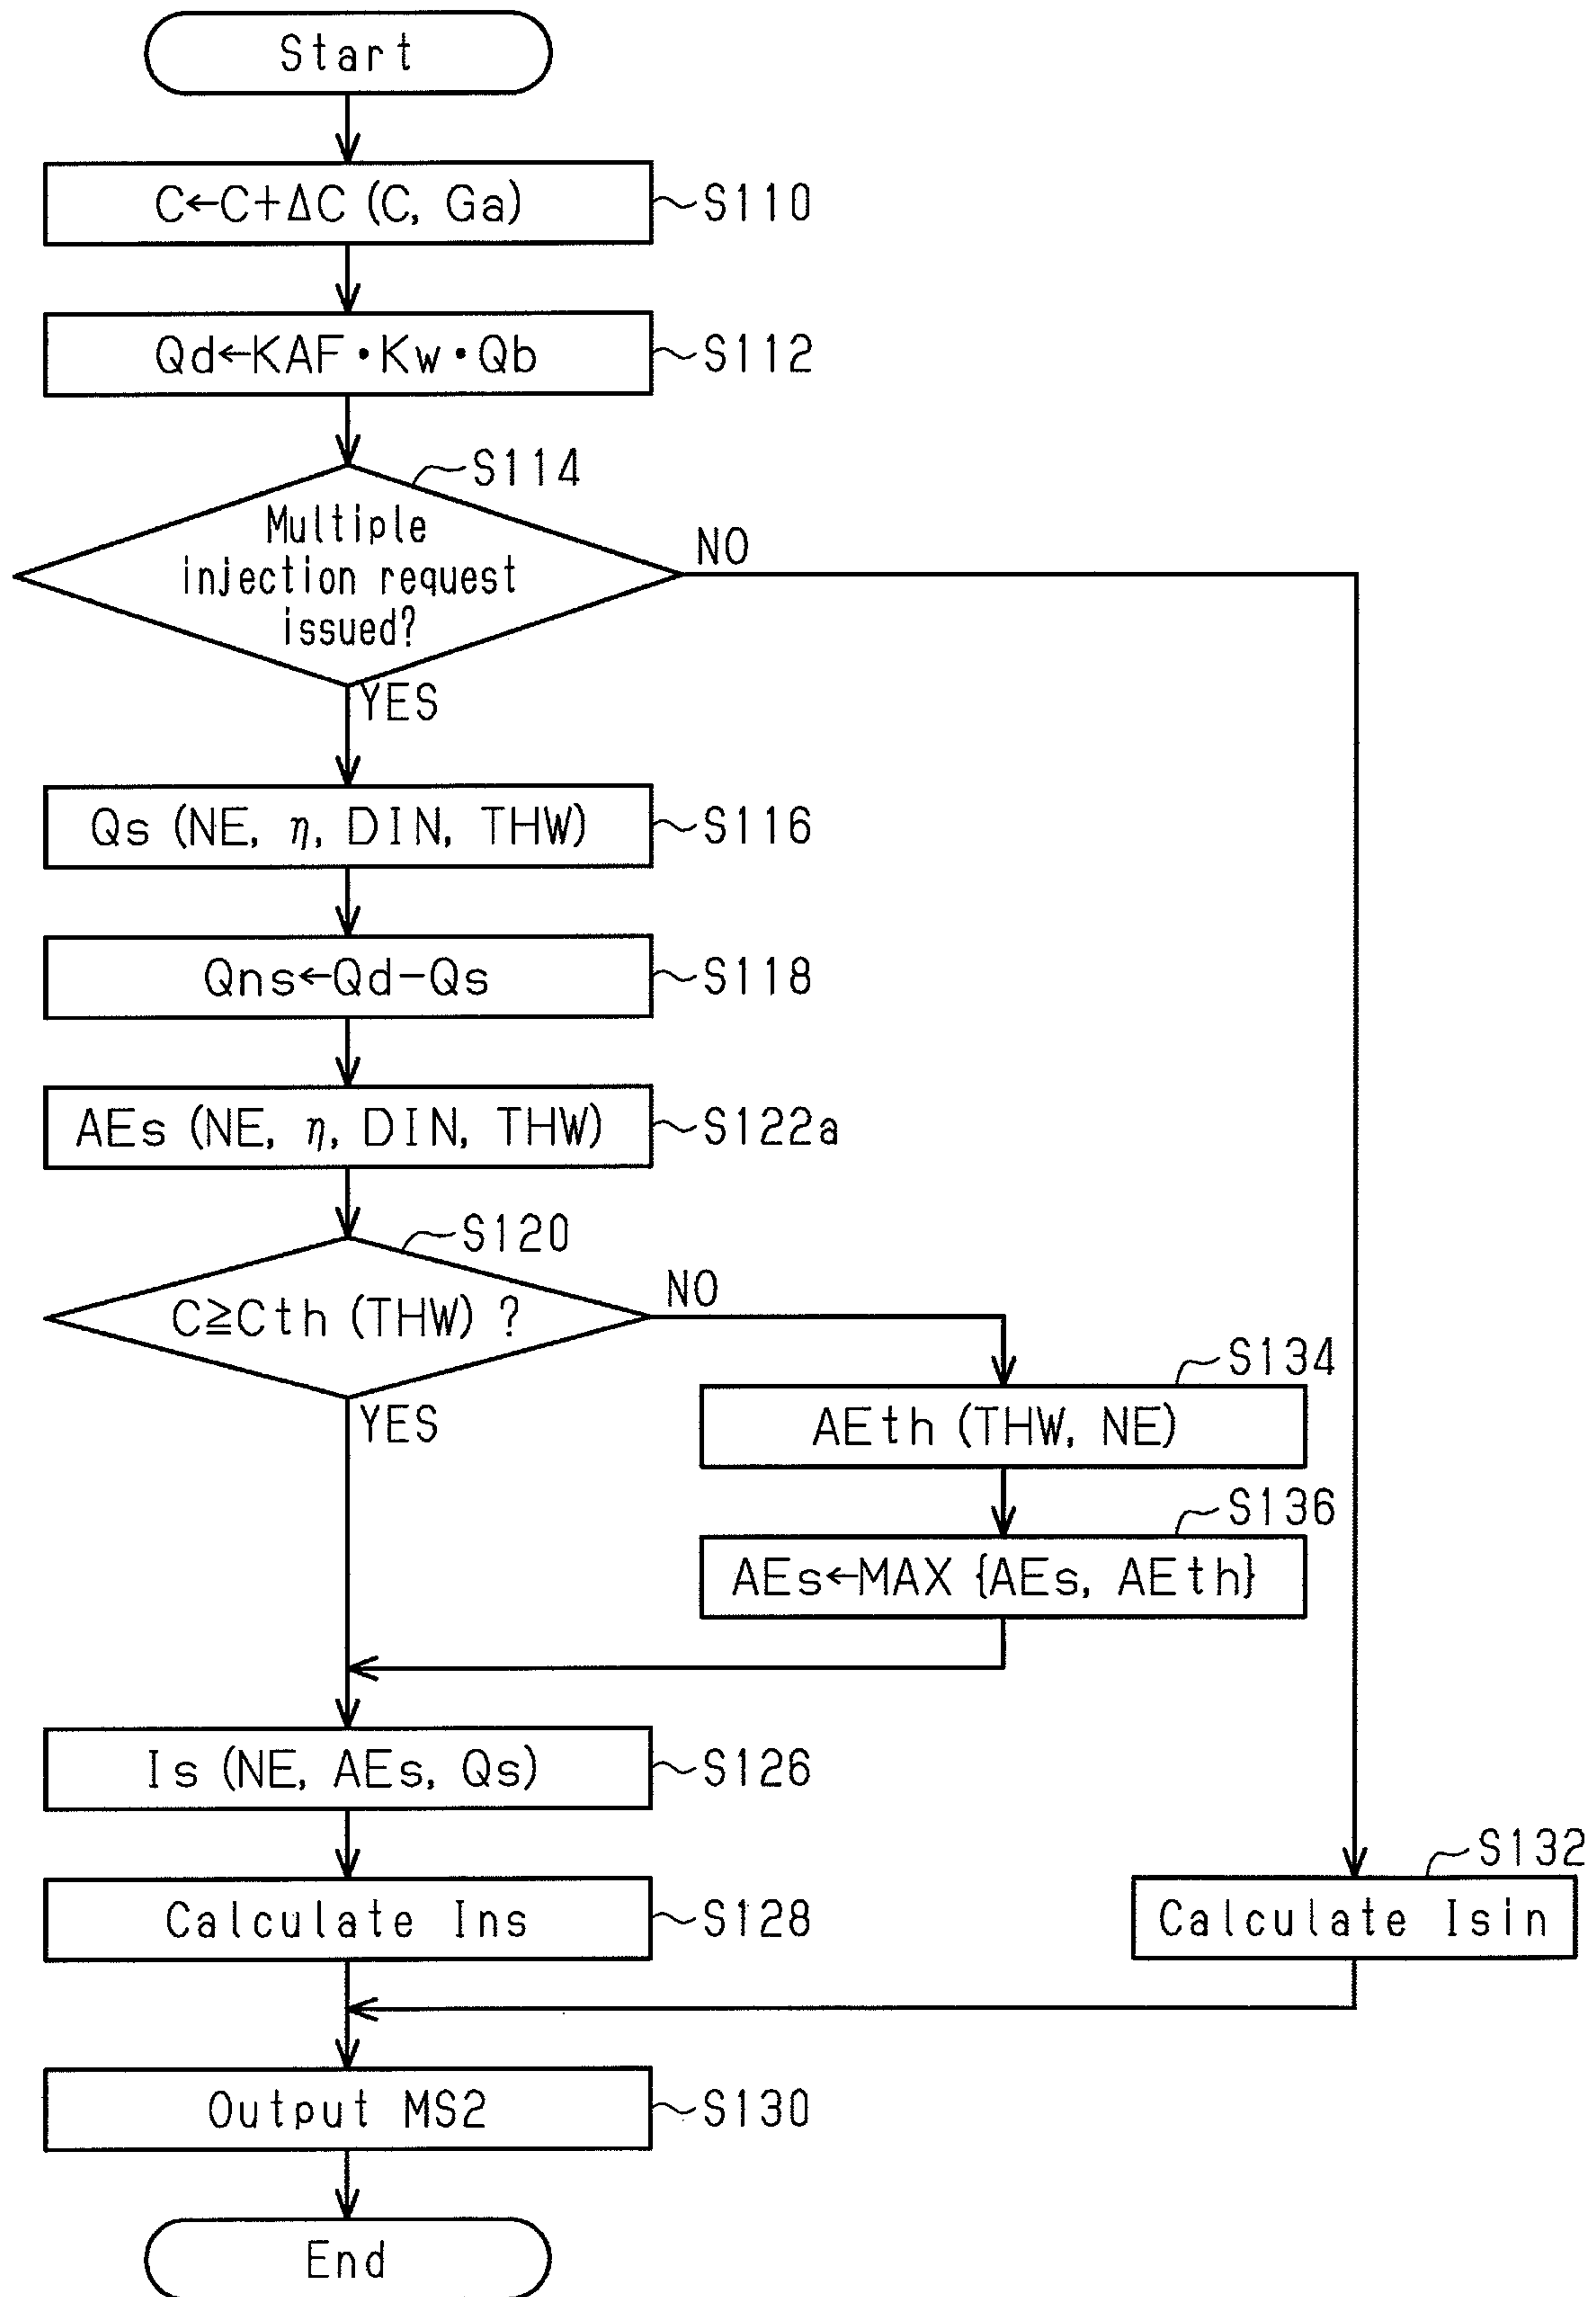 Start
C←C+ΔC (C, Ga)
S110
Qd←KAF•Kw•Qb
S112
S114
Multiple
injection request
issued?
NO
YES
Qs (NE, η, DIN, THW)
S116
Qns←Qd−Qs
S118
AEs (NE, η, DIN, THW)
S122a
S120
C≧Cth (THW) ?
NO
YES
S134
AEth (THW, NE)
S136
AEs←MAX {AEs, AEth}
Is (NE, AEs, Qs)
S126
Calculate Ins
S128
S132
Calculate Isin
Output MS2
S130
End